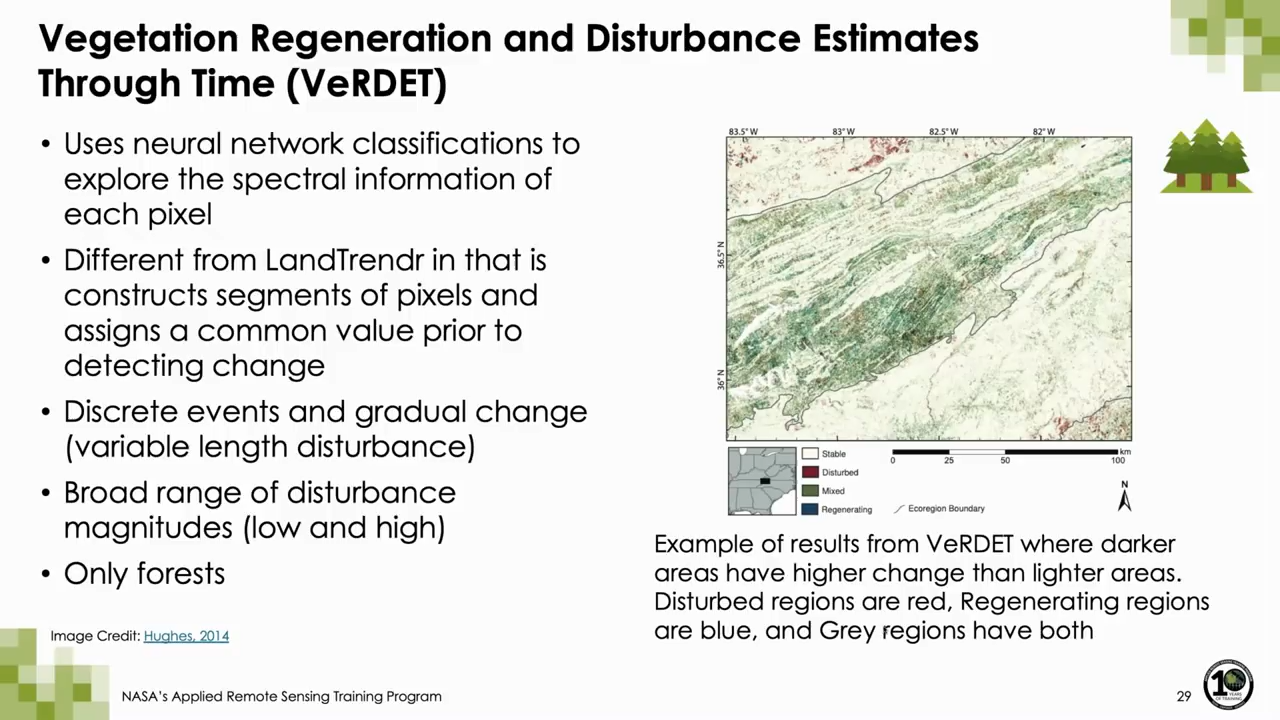 Vegetation Regeneration and Disturbance Estimates
Through Time (VeRDET)
• Uses neural network classifications to
explore the spectral information of
each pixel
• Different from LandTrendr in that is
constructs segments of pixels and
assigns a common value prior to
detecting change
• Discrete events and gradual change
(variable length disturbance)
• Broad range of disturbance
magnitudes (low and high)
• Only forests
Image Credit: Hughes, 2014
83.5° W 83° W 82.5° W 82° W
36.5° N
36° N
Stable
Disturbed
Mixed
Regenerating
Ecoregion Boundary
km
0 25 50 100
N
Example of results from VeRDET where darker
areas have higher change than lighter areas.
Disturbed regions are red, Regenerating regions
are blue, and Grey regions have both
NASA's Applied Remote Sensing Training Program
29
10
YEARS
OF TRAINING